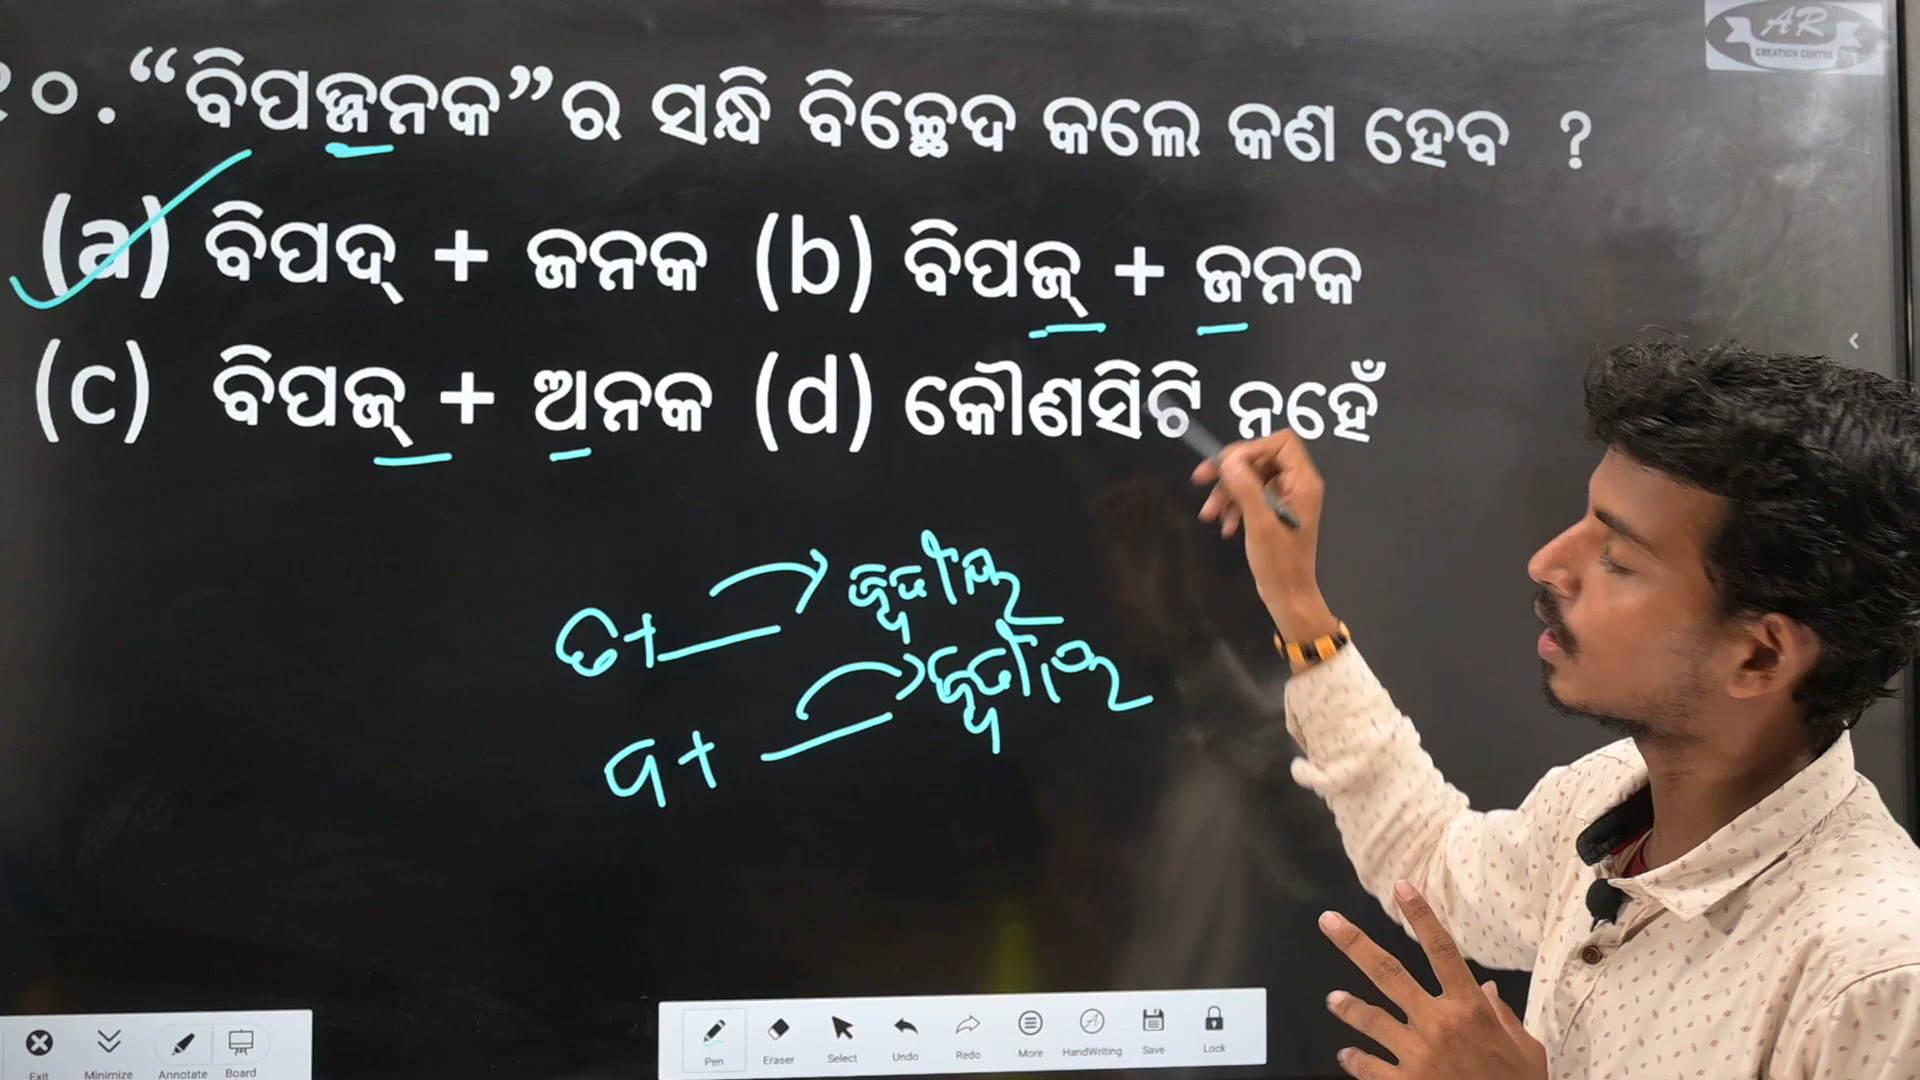 ୧୦.“ବିପଜ୍ଜନକ”ର ସନ୍ଧି ବିଚ୍ଛେଦ କଲେ କଣ ହେବ ?
(a) ବିପଦ୍ + ଜନକ (b) ବିପଜ୍ + ଜନକ
(c) ବିପଜ୍ + ଅନକ (d) କୌଣସିଟି ନହେଁ
ତ+
ଦ+
AR
CREATION CENTRE
Exit Minimize Annotate Board
Pen Eraser Select Undo Redo More HandWriting Save Lock